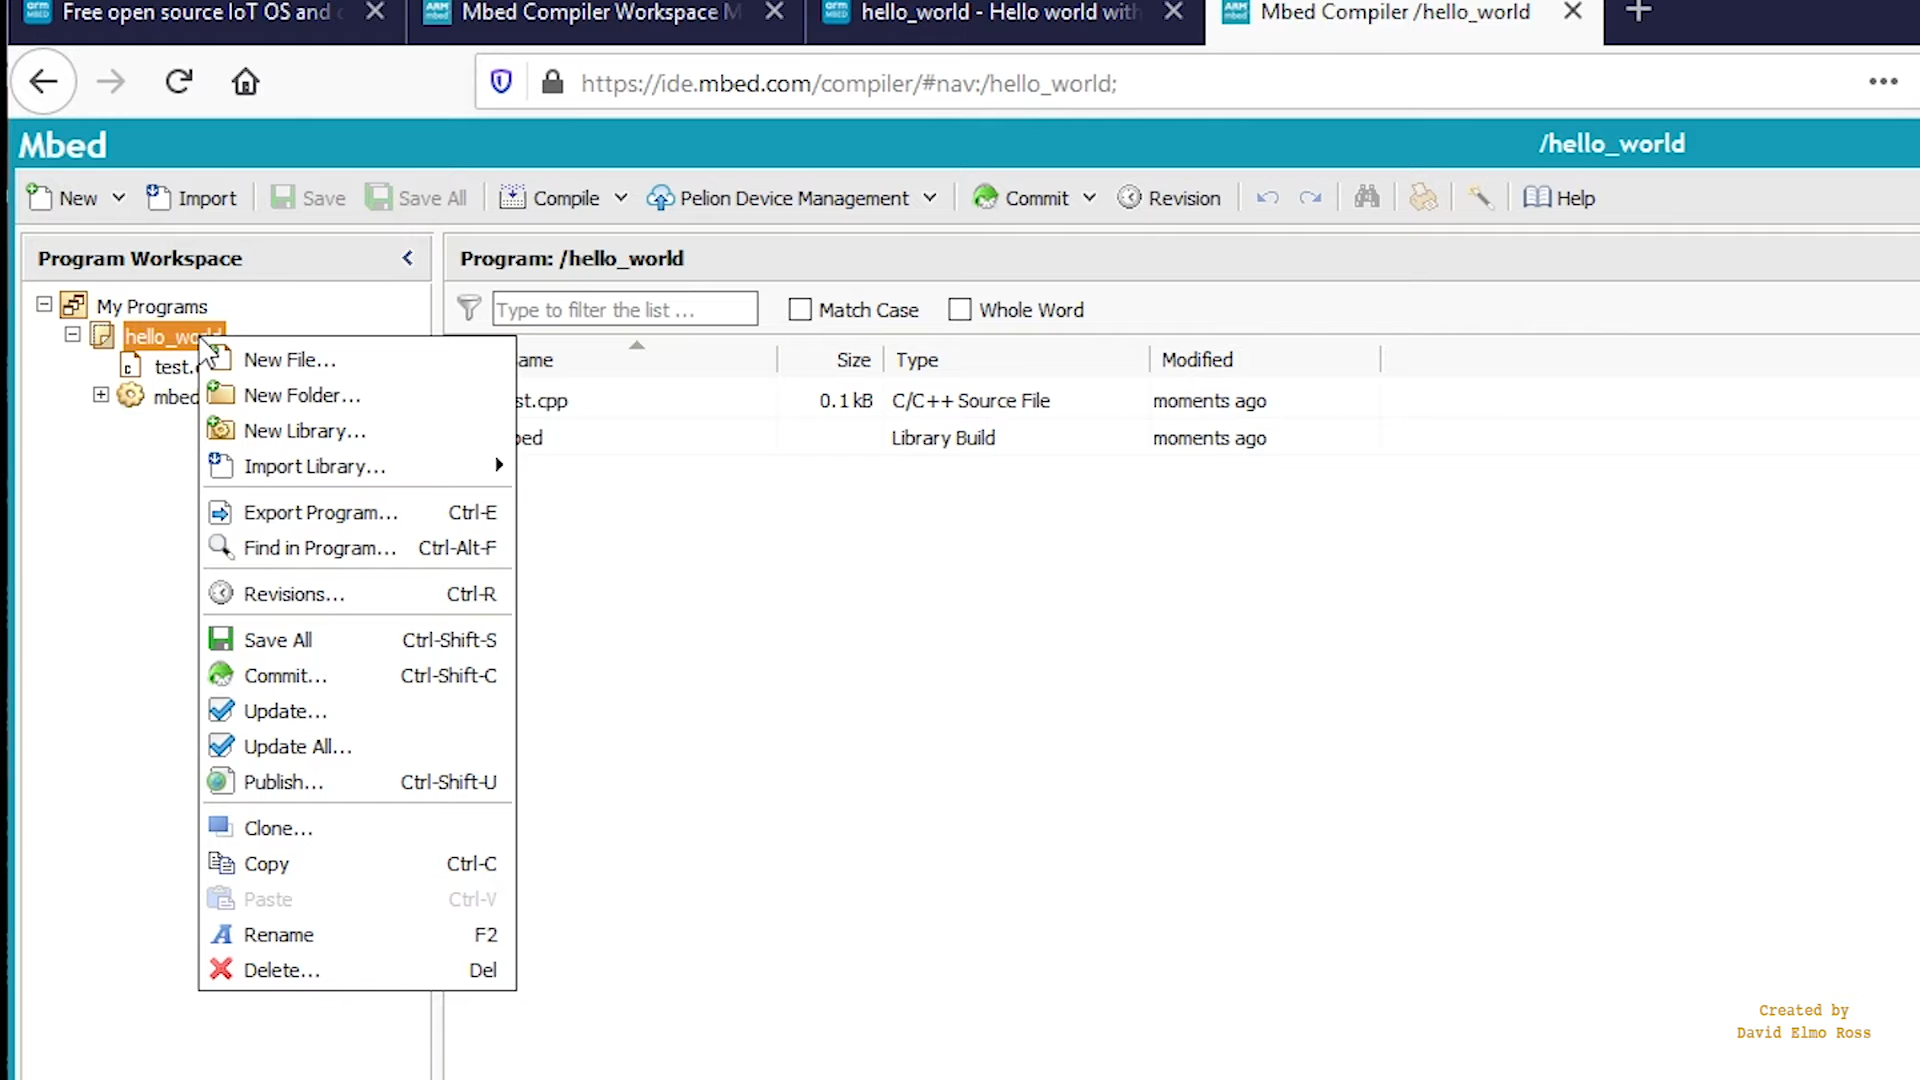 Free open source IoT OS and
Mbed Compiler Workspace M
hello_world - Hello world with
Mbed Compiler /hello_world
https://ide.mbed.com/compiler/#nav:/hello_world;
Mbed
/hello_world
New
Import
Save
Save All
Compile
Pelion Device Management
Commit
Revision
Help
Program Workspace
Program: /hello_world
My Programs
Type to filter the list ...
Match Case
Whole Word
hello_world
test.
mbed
ame
Size
Type
Modified
st.cpp
0.1 kB
C/C++ Source File
moments ago
bed
Library Build
moments ago
New File...
New Folder...
New Library...
Import Library...
Export Program... Ctrl-E
Find in Program... Ctrl-Alt-F
Revisions... Ctrl-R
Save All Ctrl-Shift-S
Commit... Ctrl-Shift-C
Update...
Update All...
Publish... Ctrl-Shift-U
Clone...
Copy Ctrl-C
Paste Ctrl-V
Rename F2
Delete... Del
Created by
David Elmo Ross